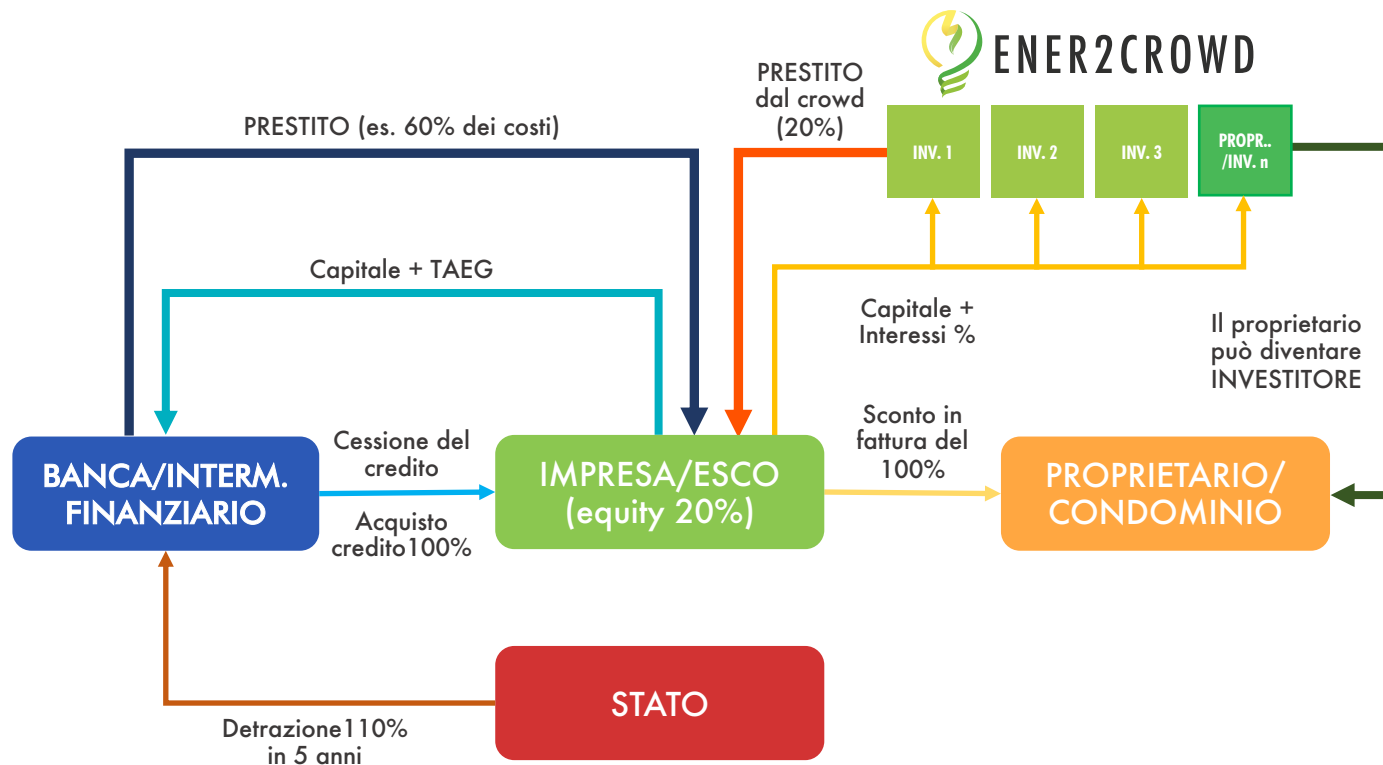 ENER2CROWD
PRESTITO
dal crowd
(20%)
PRESTITO (es. 60% dei costi)
INV. 1
INV. 2
INV. 3
PROPR..
/INV. n
Capitale + TAEG
Capitale +
Interessi %
Il proprietario
può diventare
INVESTITORE
Cessione del
credito
Acquisto
credito100%
Sconto in
fattura del
100%
BANCA/INTERM.
FINANZIARIO
IMPRESA/ESCO
(equity 20%)
PROPRIETARIO/
CONDOMINIO
STATO
Detrazione110%
in 5 anni